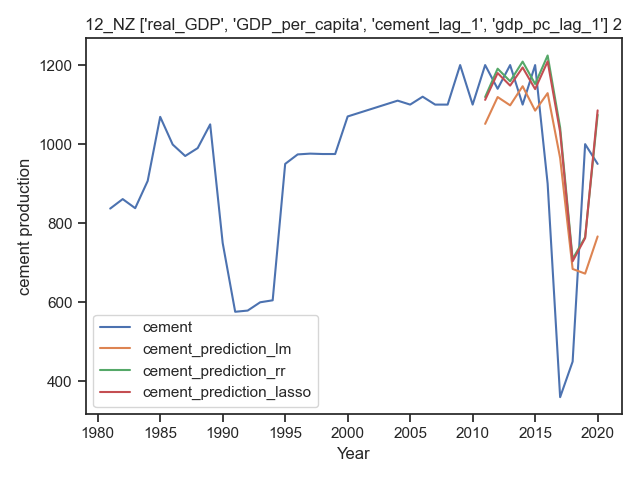 12_NZ ['real_GDP', 'GDP_per_capita', 'cement_lag_1', 'gdp_pc_lag_1'] 2
1200
1000
800
600
400
cement production
cement
cement_prediction_lm
cement_prediction_rr
cement_prediction_lasso
1980 1985 1990 1995 2000 2005 2010 2015 2020
Year